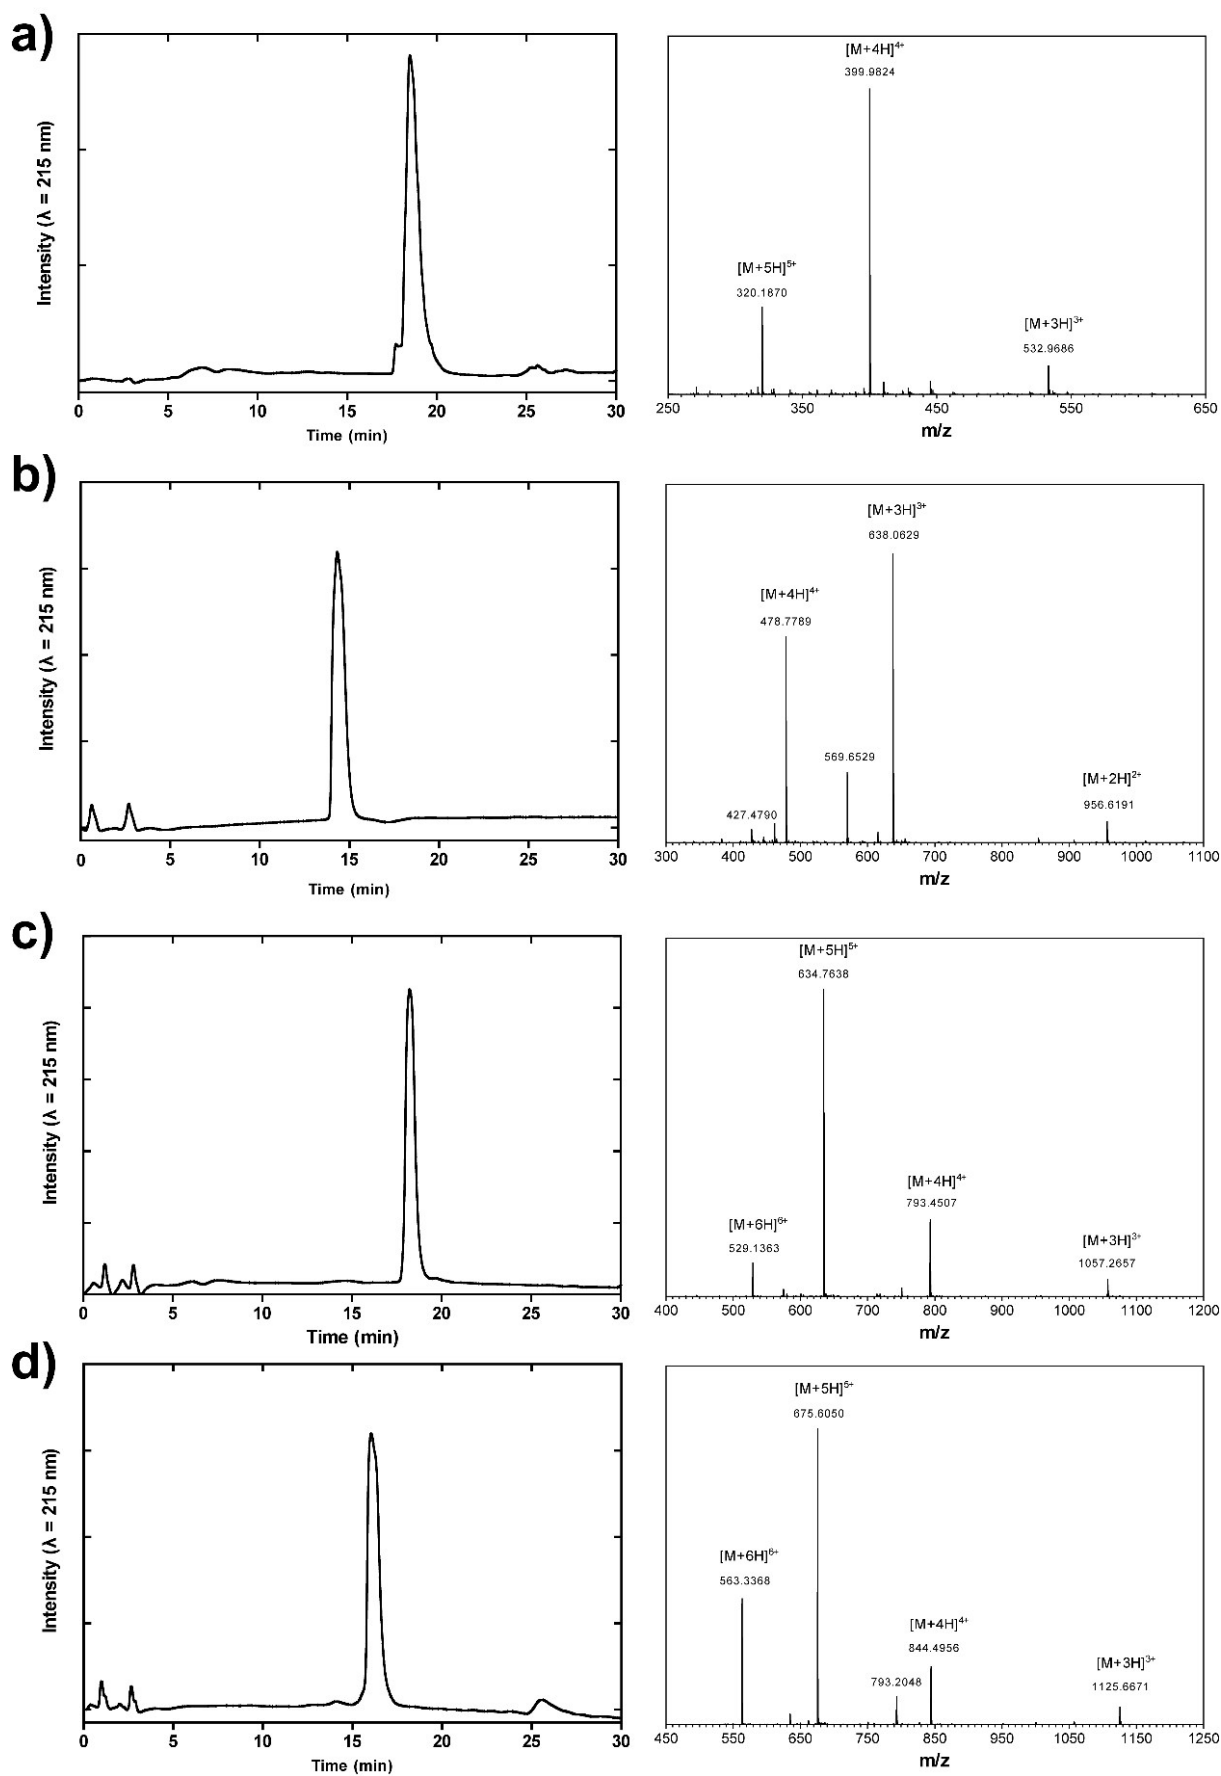 a)
Intensity (λ = 215 nm)
0 5 10 15 20 25 30
Time (min)
[M+4H]4+
399.9824
[M+5H]5+
320.1870
[M+3H]3+
532.9686
250 350 450 550 650
m/z
b)
Intensity (λ = 215 nm)
0 5 10 15 20 25 30
Time (min)
[M+3H]3+
638.0629
[M+4H]4+
478.7789
569.6529
[M+2H]2+
956.6191
427.4790
300 400 500 600 700 800 900 1000 1100
m/z
c)
Intensity (λ = 215 nm)
0 5 10 15 20 25 30
Time (min)
[M+5H]5+
634.7638
[M+4H]4+
793.4507
[M+6H]6+
529.1363
[M+3H]3+
1057.2657
400 500 600 700 800 900 1000 1100 1200
m/z
d)
Intensity (λ = 215 nm)
0 5 10 15 20 25 30
Time (min)
[M+5H]5+
675.6050
[M+6H]6+
563.3368
[M+4H]4+
844.4956
793.2048
[M+3H]3+
1125.6671
450 550 650 750 850 950 1050 1150 1250
m/z